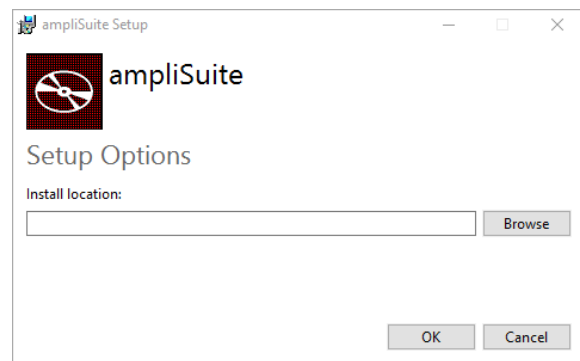 ampliSuite Setup
ampliSuite
Setup Options
Install location:
Browse
OK
Cancel